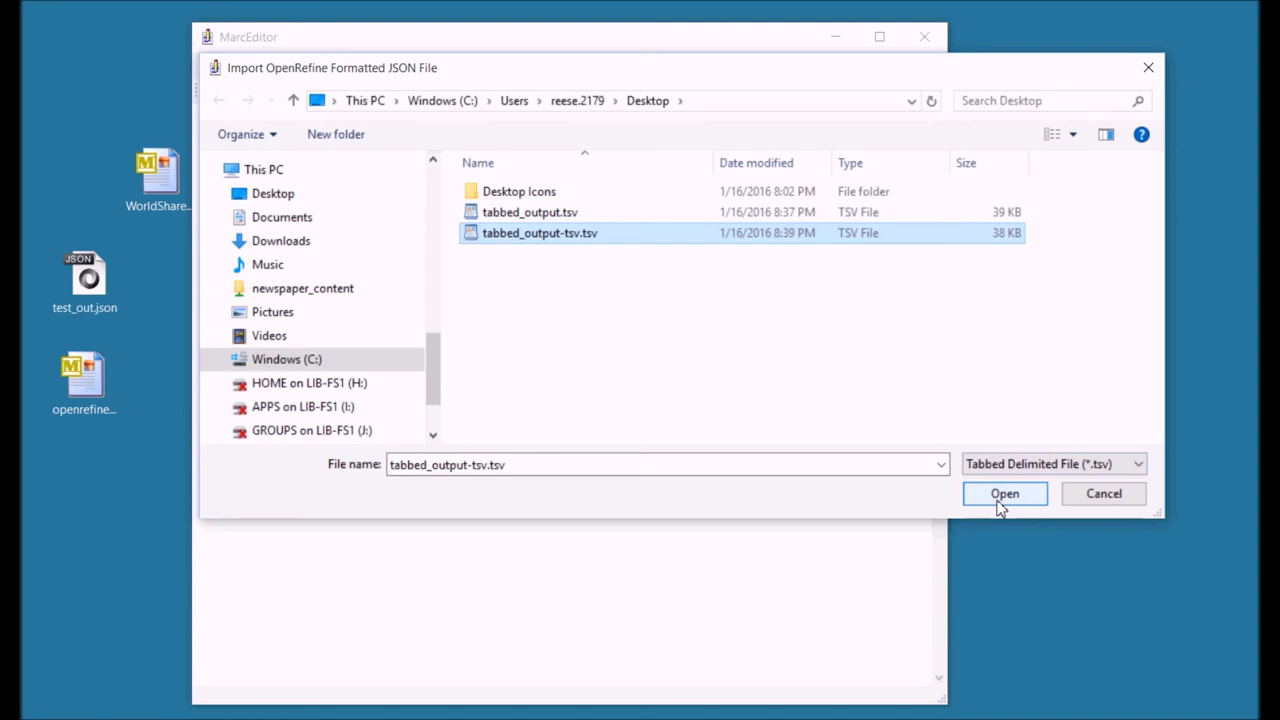 MarcEditor
Import OpenRefine Formatted JSON File
This PC > Windows (C:) > Users > reese.2179 > Desktop >
Search Desktop
Organize
New folder
?
Name Date modified Type Size
Desktop Icons 1/16/2016 8:02 PM File folder
tabbed_output.tsv 1/16/2016 8:37 PM TSV File 39 KB
tabbed_output-tsv.tsv 1/16/2016 8:39 PM TSV File 38 KB
This PC
Desktop
Documents
Downloads
Music
newspaper_content
Pictures
Videos
Windows (C:)
HOME on LIB-FS1 (H:)
APPS on LIB-FS1 (I:)
GROUPS on LIB-FS1 (J:)
File name: tabbed_output-tsv.tsv
Tabbed Delimited File (*.tsv)
Open
Cancel
M
WorldShare...
JSON
test_out.json
M
openrefine...